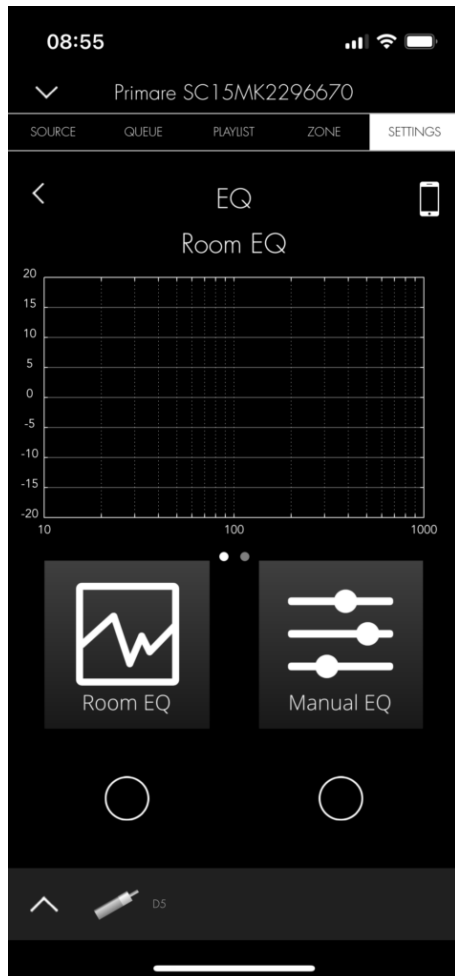 08:55
Primare SC15MK2296670
SOURCE QUEUE PLAYLIST ZONE SETTINGS
EQ
Room EQ
20
15
10
5
0
-5
-10
-15
-20
10 100 1000
Room EQ Manual EQ
D5